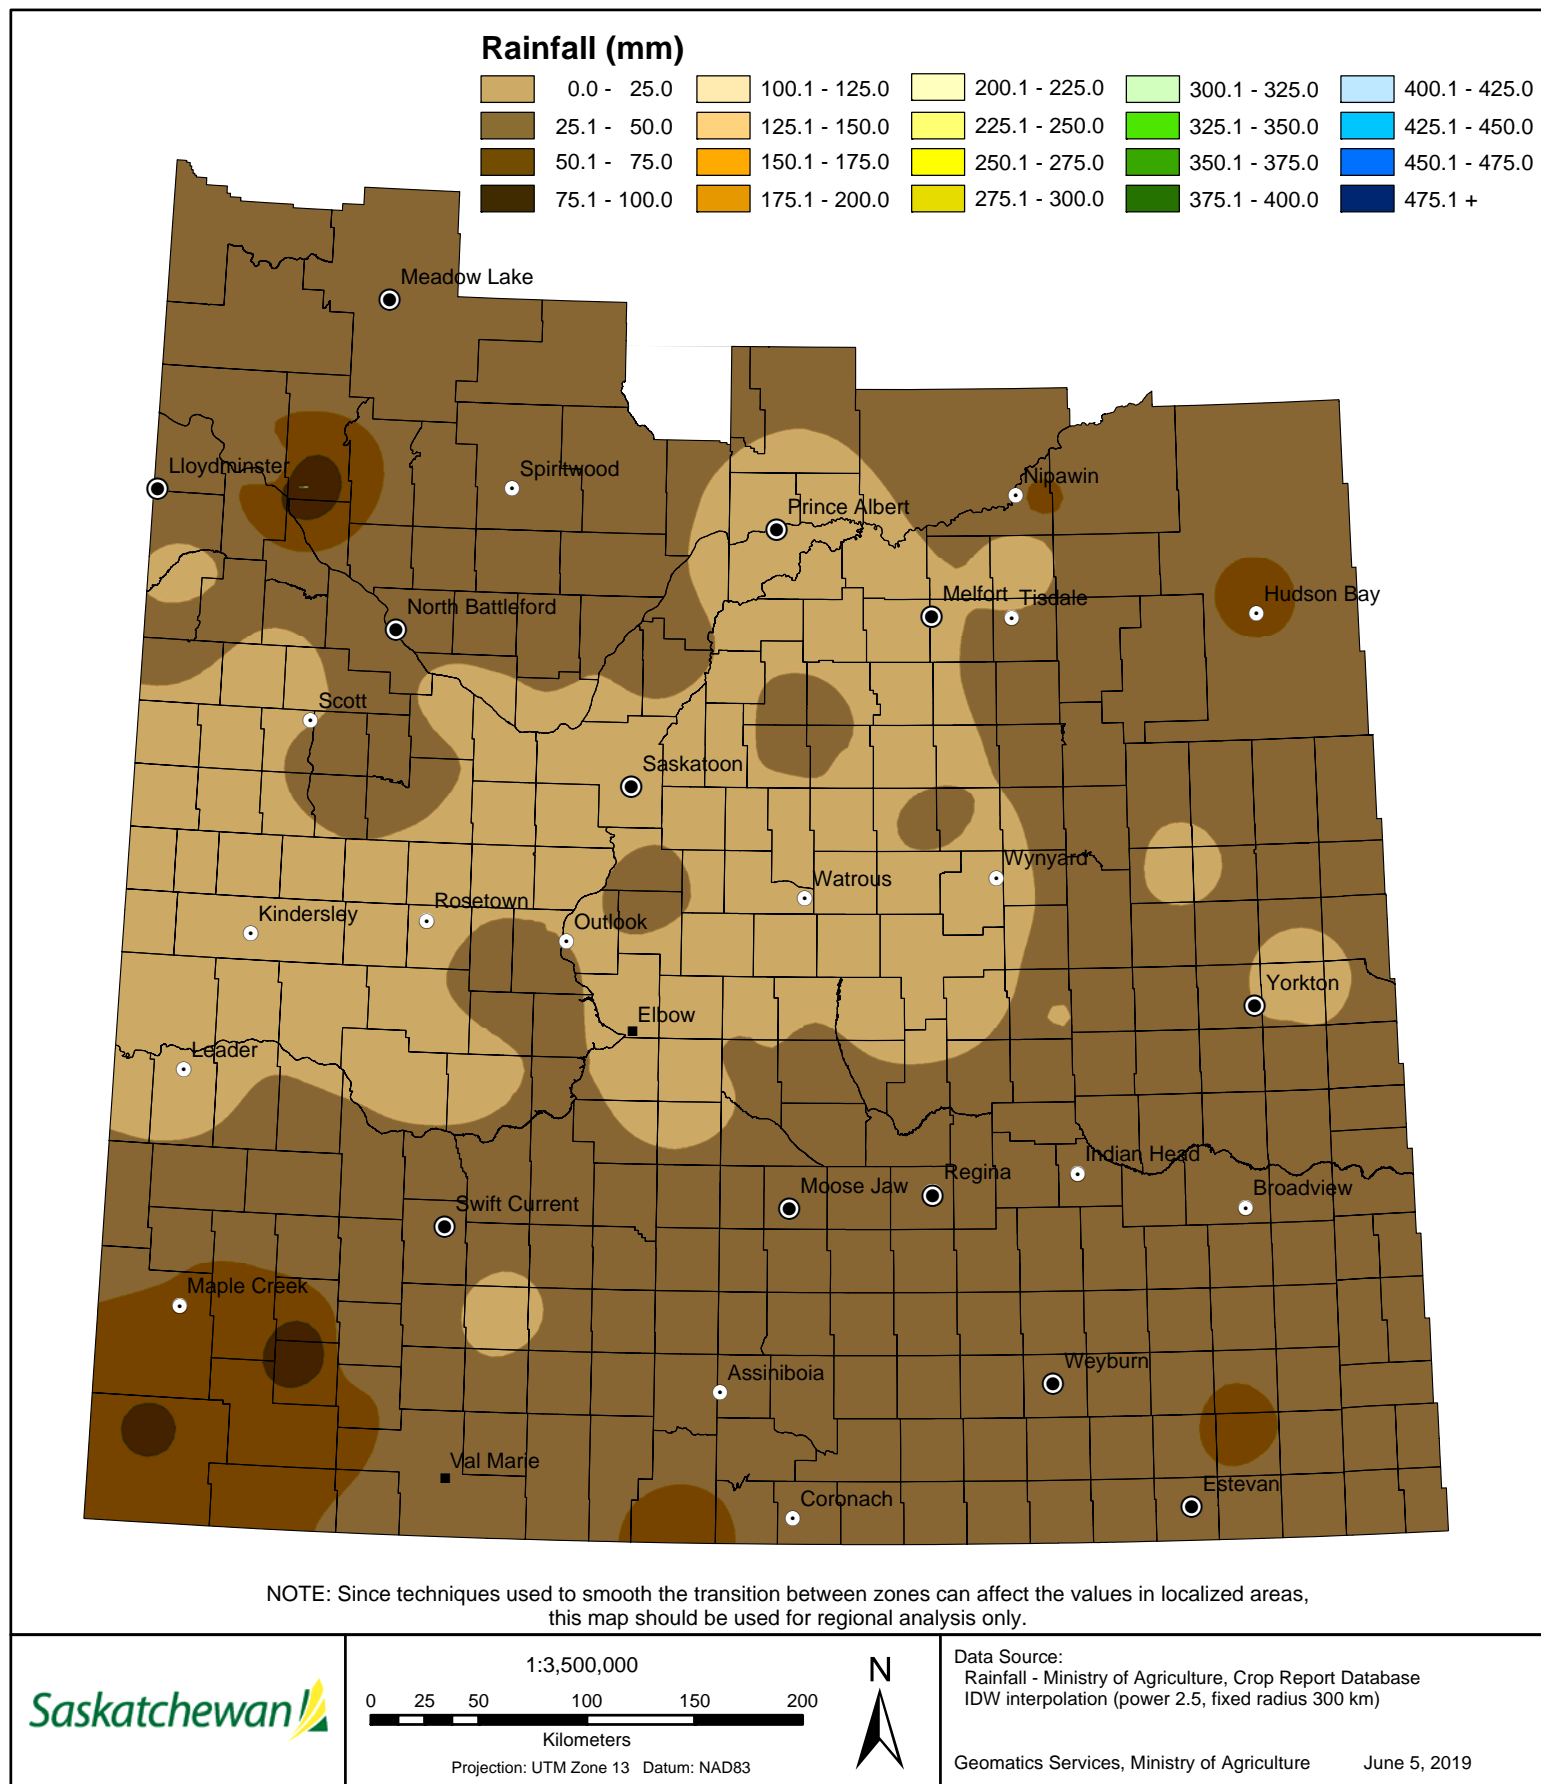 Rainfall (mm)
0.0 - 25.0
25.1 - 50.0
50.1 - 75.0
75.1 - 100.0
100.1 - 125.0
125.1 - 150.0
150.1 - 175.0
175.1 - 200.0
200.1 - 225.0
225.1 - 250.0
250.1 - 275.0
275.1 - 300.0
300.1 - 325.0
325.1 - 350.0
350.1 - 375.0
375.1 - 400.0
400.1 - 425.0
425.1 - 450.0
450.1 - 475.0
475.1 +
Meadow Lake
Lloydminster
Spiritwood
Nipawin
Prince Albert
North Battleford
Melfort
Tisdale
Hudson Bay
Scott
Saskatoon
Wynyard
Watrous
Rosetown
Kindersley
Outlook
Yorkton
Elbow
Leader
Indian Head
Regina
Moose Jaw
Broadview
Swift Current
Maple Creek
Weyburn
Assiniboia
Val Marie
Estevan
Coronach
NOTE: Since techniques used to smooth the transition between zones can affect the values in localized areas,
this map should be used for regional analysis only.
Saskatchewan
1:3,500,000
0 25 50 100 150 200
Kilometers
Projection: UTM Zone 13 Datum: NAD83
N
Data Source:
Rainfall - Ministry of Agriculture, Crop Report Database
IDW interpolation (power 2.5, fixed radius 300 km)
Geomatics Services, Ministry of Agriculture June 5, 2019